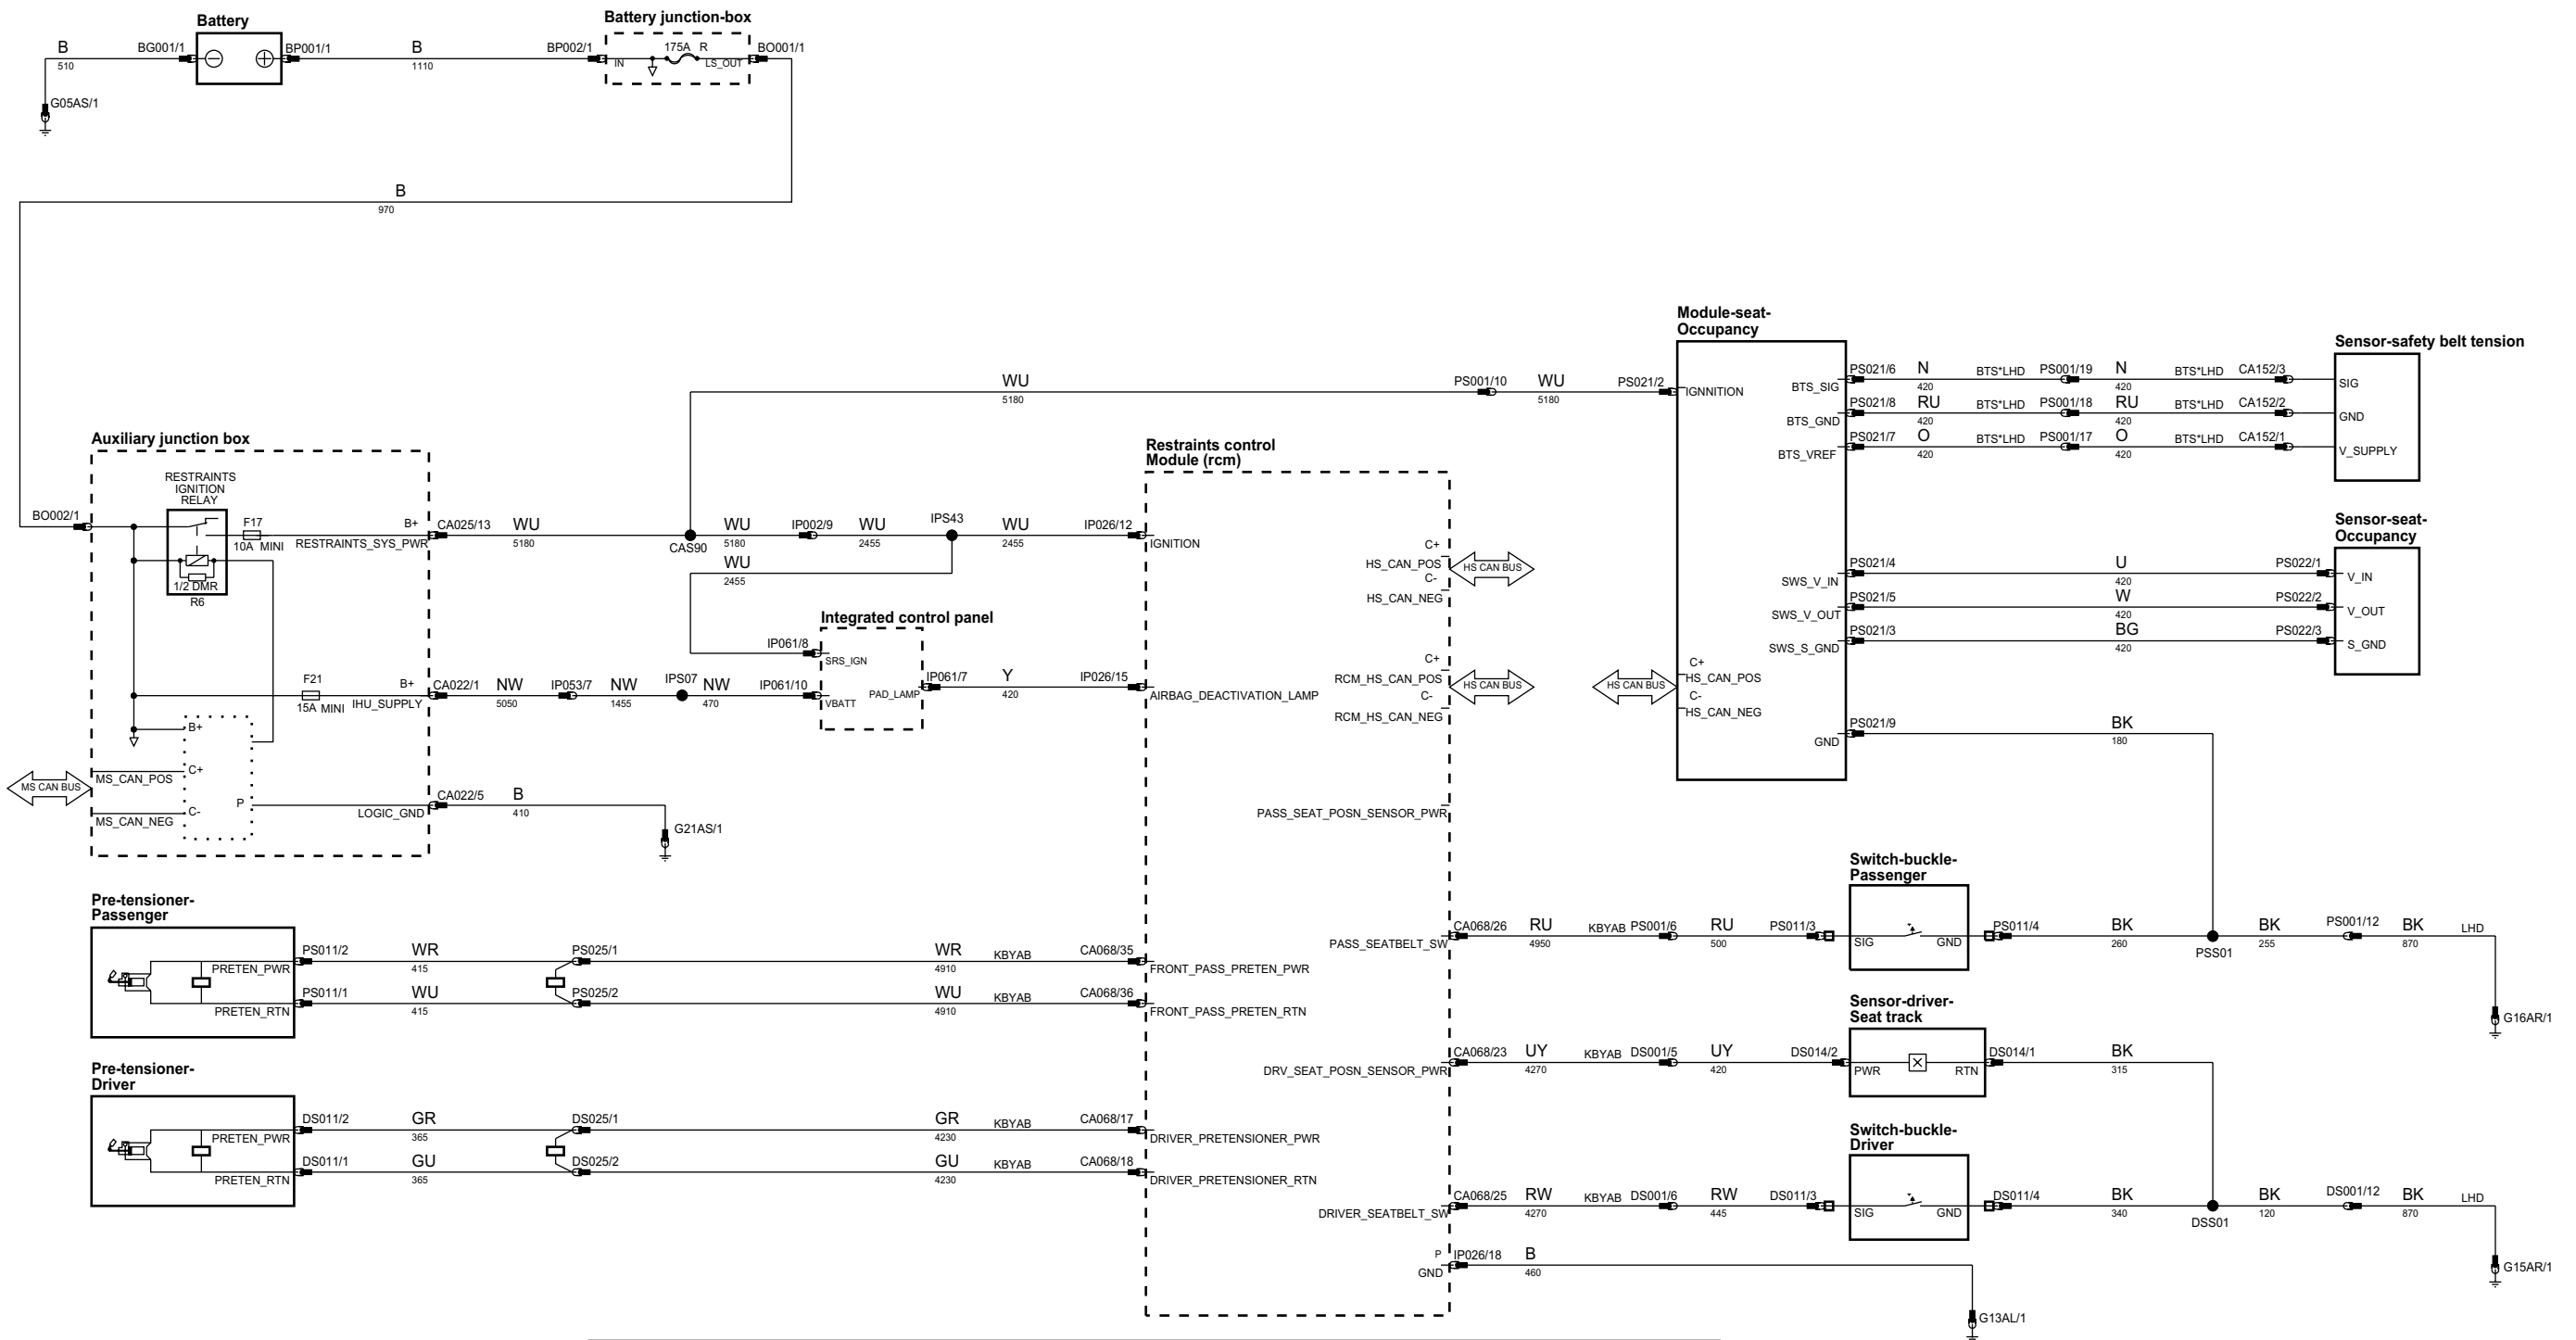 Battery
Battery junction-box
B
510
BG001/1
BP001/1
B
1110
BP002/1
175A R
IN
LS_OUT
BO001/1
G05AS/1
B
970
Module-seat-
Occupancy
Sensor-safety belt tension
WU
5180
PS001/10
WU
5180
PS021/2
IGNNITION
BTS_SIG
PS021/6
N
420
BTS*LHD
PS001/19
N
420
BTS*LHD
CA152/3
SIG
BTS_GND
PS021/8
RU
420
BTS*LHD
PS001/18
RU
420
BTS*LHD
CA152/2
GND
BTS_VREF
PS021/7
O
420
BTS*LHD
PS001/17
O
420
BTS*LHD
CA152/1
V_SUPPLY
Auxiliary junction box
Restraints control
Module (rcm)
RESTRAINTS
IGNITION
RELAY
BO002/1
F17
10A MINI
B+
RESTRAINTS_SYS_PWR
CA025/13
WU
5180
CAS90
WU
5180
IP002/9
WU
2455
IPS43
WU
2455
IP026/12
IGNITION
WU
2455
1/2 DMR
R6
C+
HS_CAN_POS
C-
HS_CAN_NEG
HS CAN BUS
Sensor-seat-
Occupancy
SWS_V_IN
PS021/4
U
420
PS022/1
V_IN
SWS_V_OUT
PS021/5
W
420
PS022/2
V_OUT
SWS_S_GND
PS021/3
BG
420
PS022/3
S_GND
Integrated control panel
IP061/8
SRS_IGN
F21
15A MINI
B+
IHU_SUPPLY
CA022/1
NW
5050
IP053/7
NW
1455
IPS07
NW
470
IP061/10
VBATT
PAD_LAMP
IP061/7
Y
420
IP026/15
AIRBAG_DEACTIVATION_LAMP
C+
RCM_HS_CAN_POS
C-
RCM_HS_CAN_NEG
HS CAN BUS
HS CAN BUS
C+
HS_CAN_POS
C-
HS_CAN_NEG
GND
PS021/9
BK
180
B+
MS CAN BUS
MS_CAN_POS
C+
MS_CAN_NEG
C-
P
LOGIC_GND
CA022/5
B
410
G21AS/1
PASS_SEAT_POSN_SENSOR_PWR
Switch-buckle-
Passenger
PASS_SEATBELT_SW
CA068/26
RU
4950
KBYAB
PS001/6
RU
500
PS011/3
SIG
GND
PS011/4
BK
260
PSS01
BK
255
PS001/12
BK
870
LHD
G16AR/1
Pre-tensioner-
Passenger
PRETEN_PWR
PS011/2
WR
415
PS025/1
WR
4910
KBYAB
CA068/35
FRONT_PASS_PRETEN_PWR
PRETEN_RTN
PS011/1
WU
415
PS025/2
WU
4910
KBYAB
CA068/36
FRONT_PASS_PRETEN_RTN
Sensor-driver-
Seat track
DRV_SEAT_POSN_SENSOR_PWR
CA068/23
UY
4270
KBYAB
DS001/5
UY
420
DS014/2
PWR
RTN
DS014/1
BK
315
Pre-tensioner-
Driver
PRETEN_PWR
DS011/2
GR
365
DS025/1
GR
4230
KBYAB
CA068/17
DRIVER_PRETENSIONER_PWR
PRETEN_RTN
DS011/1
GU
365
DS025/2
GU
4230
KBYAB
CA068/18
DRIVER_PRETENSIONER_RTN
Switch-buckle-
Driver
DRIVER_SEATBELT_SW
CA068/25
RW
4270
KBYAB
DS001/6
RW
445
DS011/3
SIG
GND
DS011/4
BK
340
DSS01
BK
120
DS001/12
BK
870
LHD
G15AR/1
P
GND
IP026/18
B
460
G13AL/1